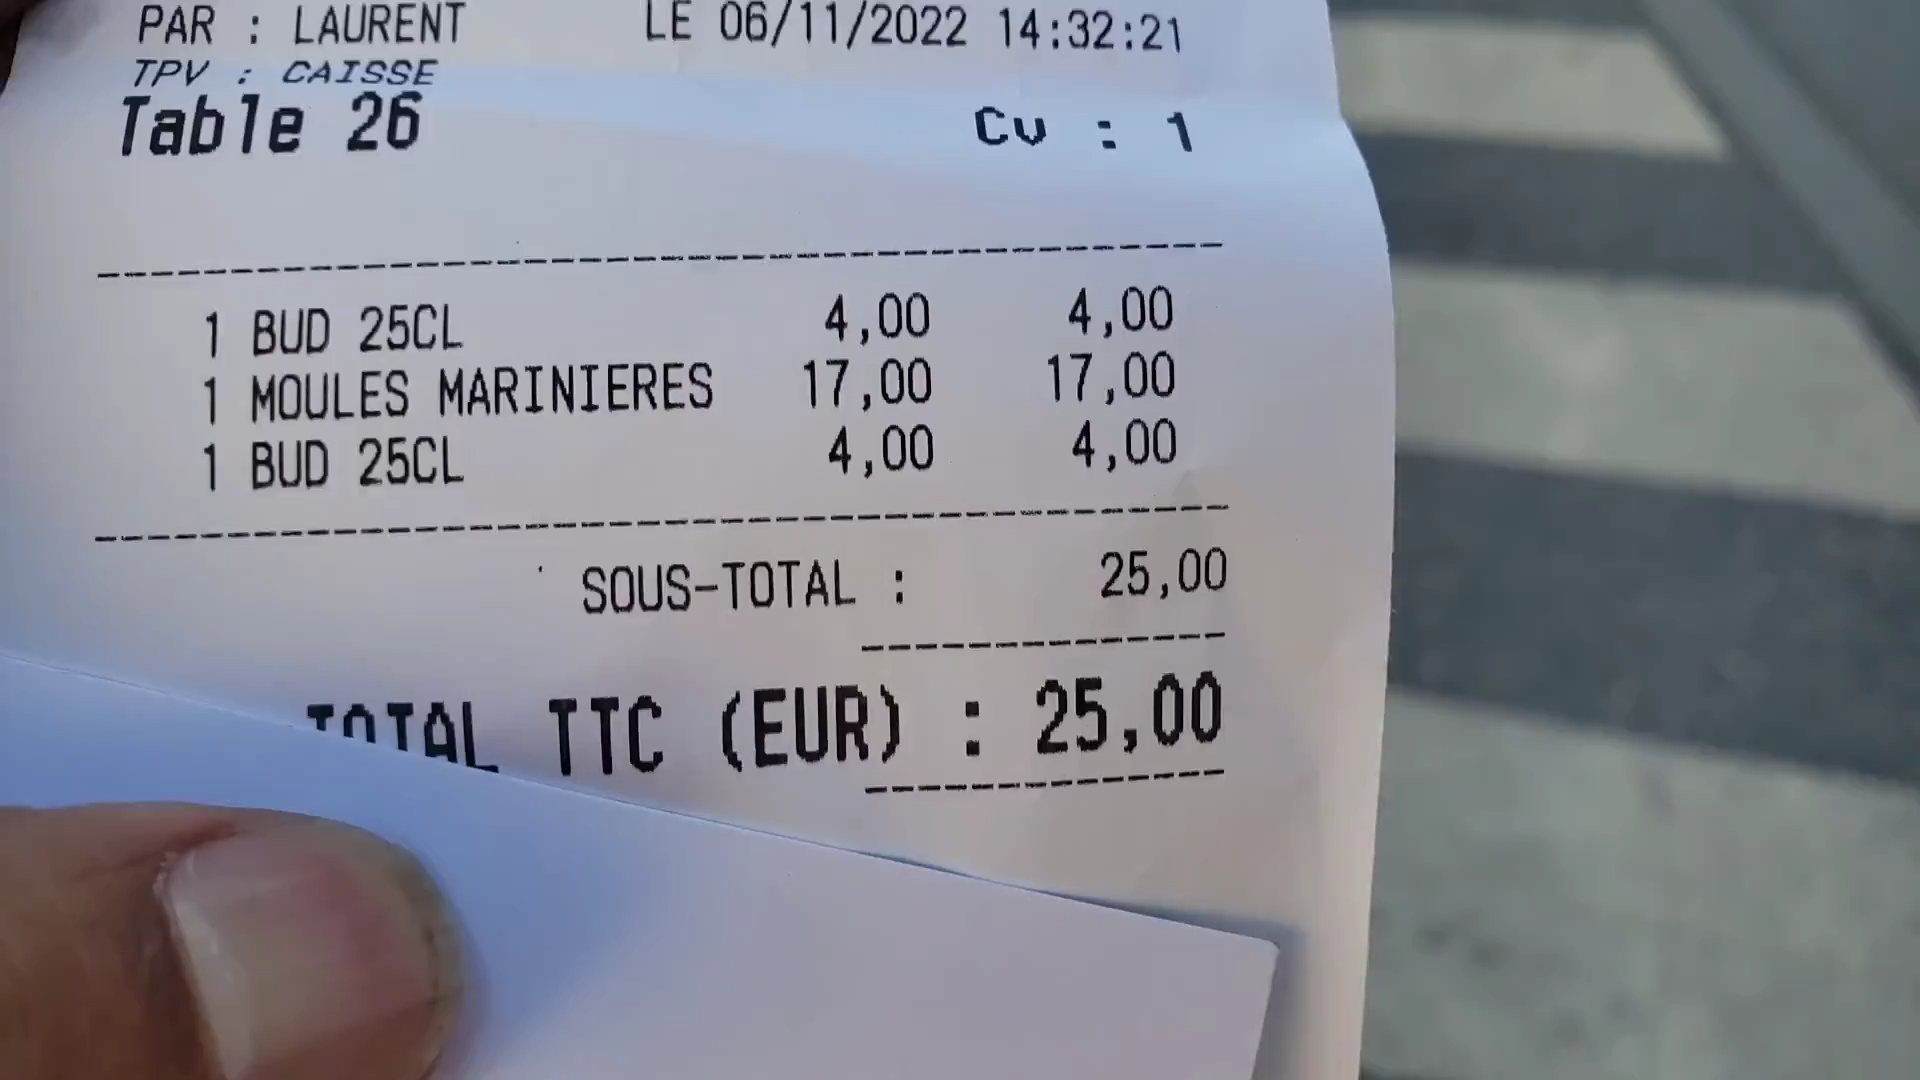 PAR : LAURENT LE 06/11/2022 14:32:21
TPV : CAISSE
Table 26 Cv : 1
1 BUD 25CL 4,00 4,00
1 MOULES MARINIERES 17,00 17,00
1 BUD 25CL 4,00 4,00
SOUS-TOTAL : 25,00
TOTAL TTC (EUR) : 25,00